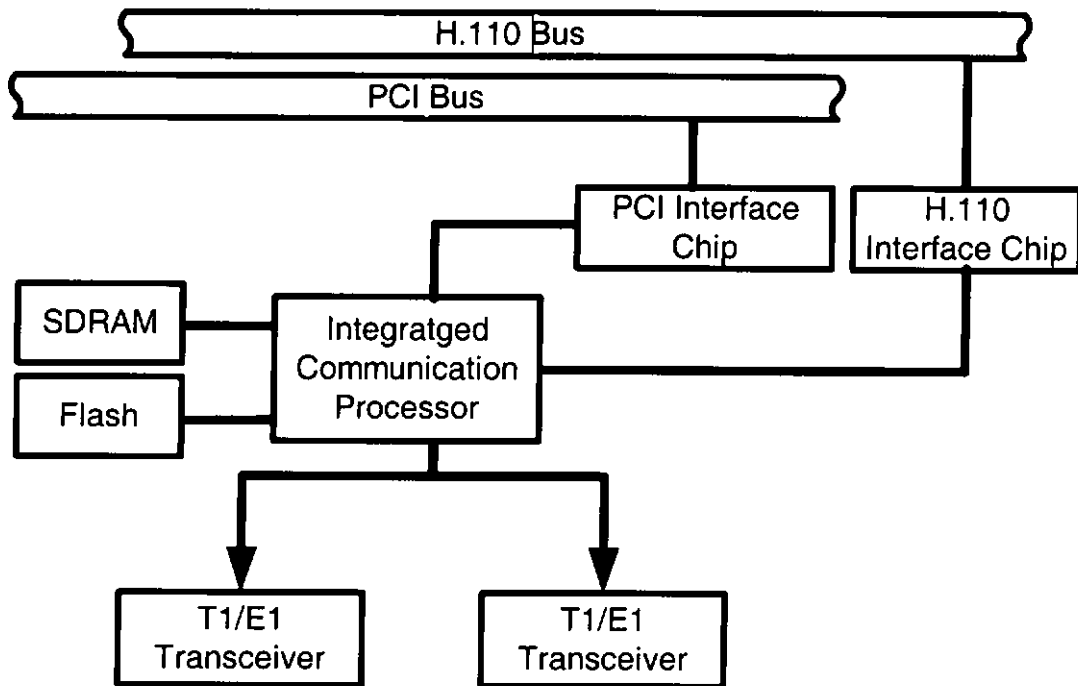 H.110 Bus
PCI Bus
PCI Interface
Chip
H.110
Interface Chip
SDRAM
Flash
Integratged
Communication
Processor
T1/E1
Transceiver
T1/E1
Transceiver